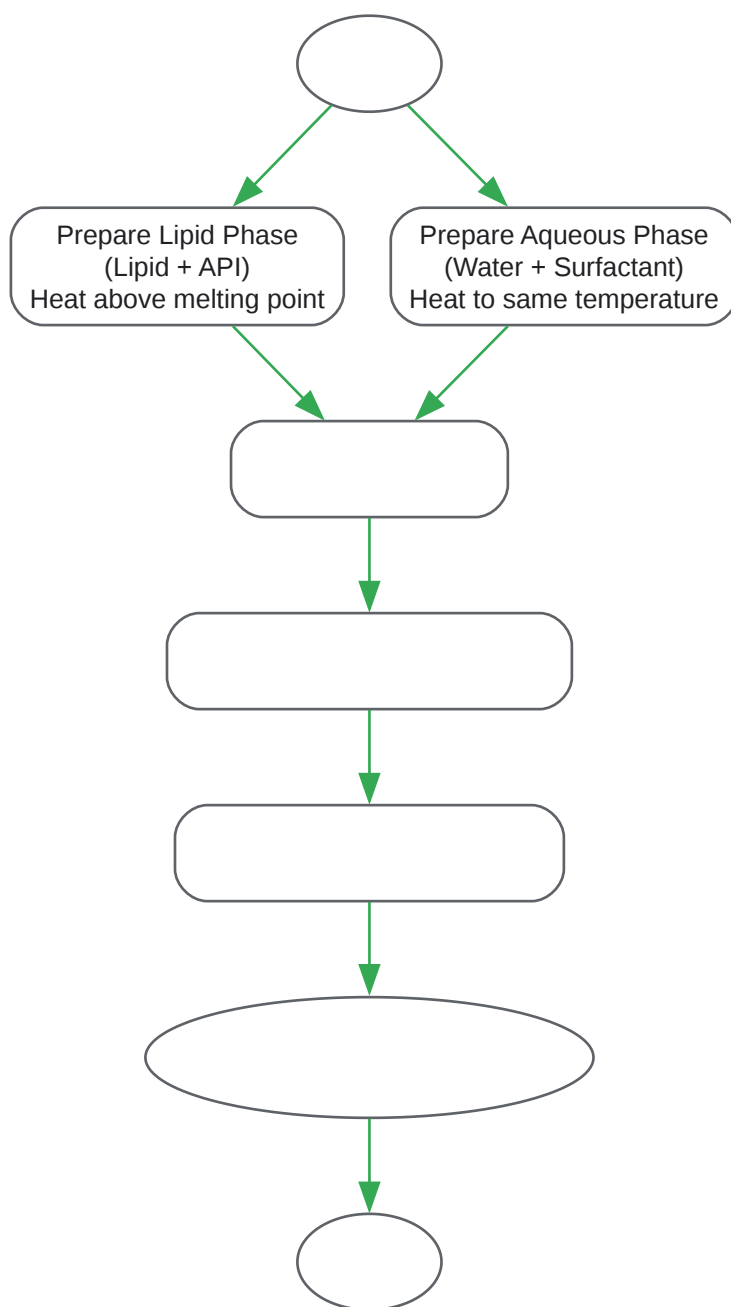 Prepare Lipid Phase
(Lipid + API)
Heat above melting point
Prepare Aqueous Phase
(Water + Surfactant)
Heat to same temperature